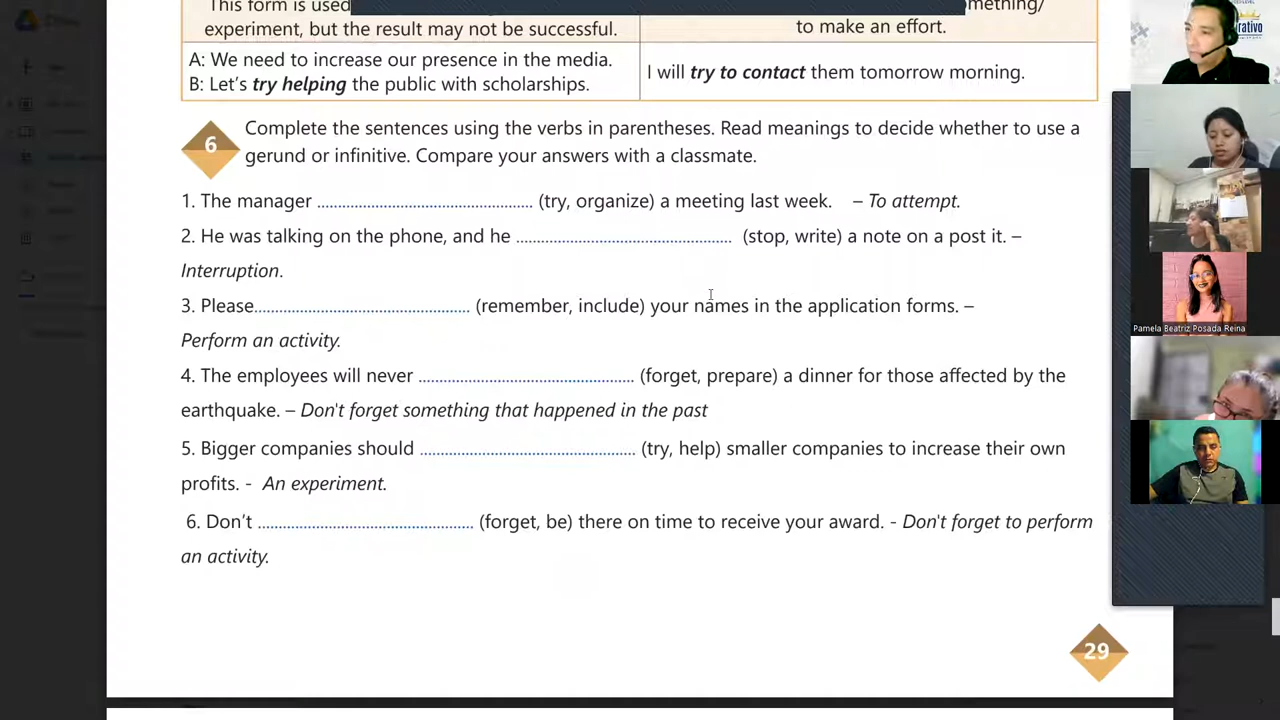 This form is used
experiment, but the result may not be successful.
to make an effort.
A: We need to increase our presence in the media.
B: Let's try helping the public with scholarships.
I will try to contact them tomorrow morning.
6
Complete the sentences using the verbs in parentheses. Read meanings to decide whether to use a
gerund or infinitive. Compare your answers with a classmate.
1. The manager ........................................................ (try, organize) a meeting last week. – To attempt.
2. He was talking on the phone, and he ........................................................ (stop, write) a note on a post it. –
Interruption.
3. Please........................................................ (remember, include) your names in the application forms. –
Perform an activity.
4. The employees will never ........................................................ (forget, prepare) a dinner for those affected by the
earthquake. – Don't forget something that happened in the past
5. Bigger companies should ........................................................ (try, help) smaller companies to increase their own
profits. - An experiment.
6. Don't ........................................................ (forget, be) there on time to receive your award. - Don't forget to perform
an activity.
29
Pamela Beatriz Posada Reina